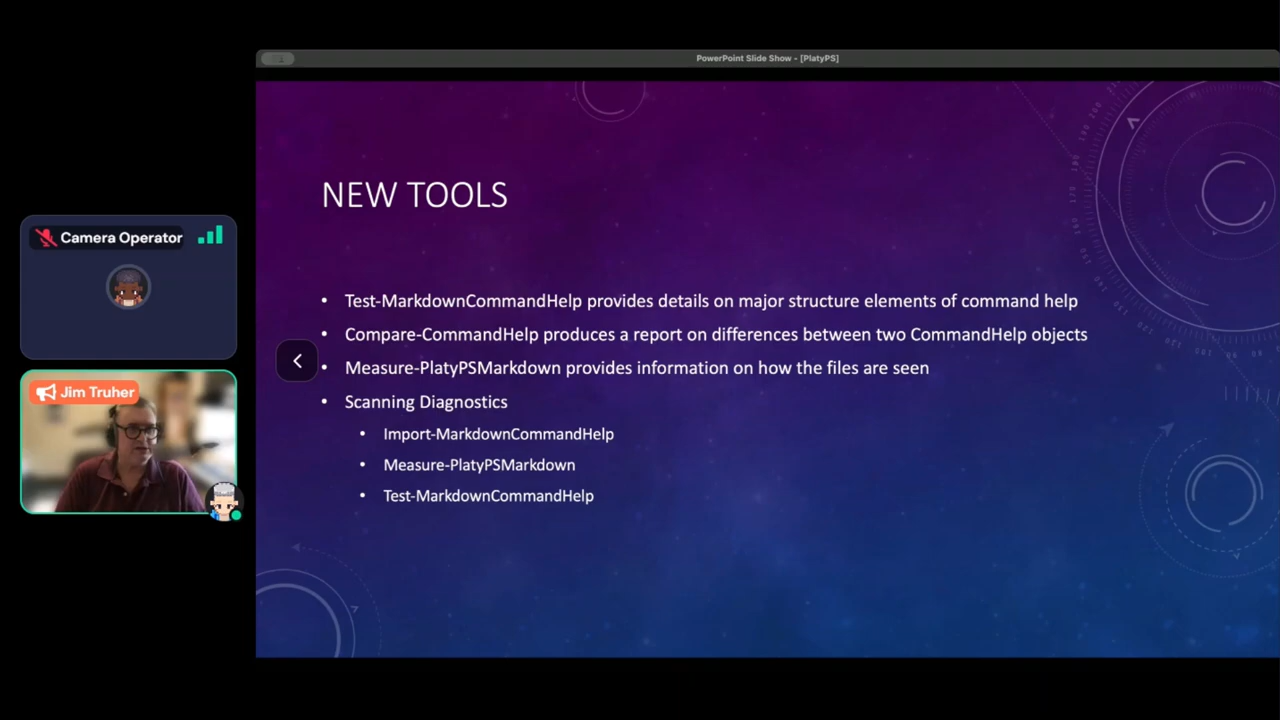 PowerPoint Slide Show - [PlatyPS]
NEW TOOLS
Camera Operator
• Test-MarkdownCommandHelp provides details on major structure elements of command help
• Compare-CommandHelp produces a report on differences between two CommandHelp objects
• Measure-PlatyPSMarkdown provides information on how the files are seen
Jim Truher
• Scanning Diagnostics
• Import-MarkdownCommandHelp
• Measure-PlatyPSMarkdown
• Test-MarkdownCommandHelp